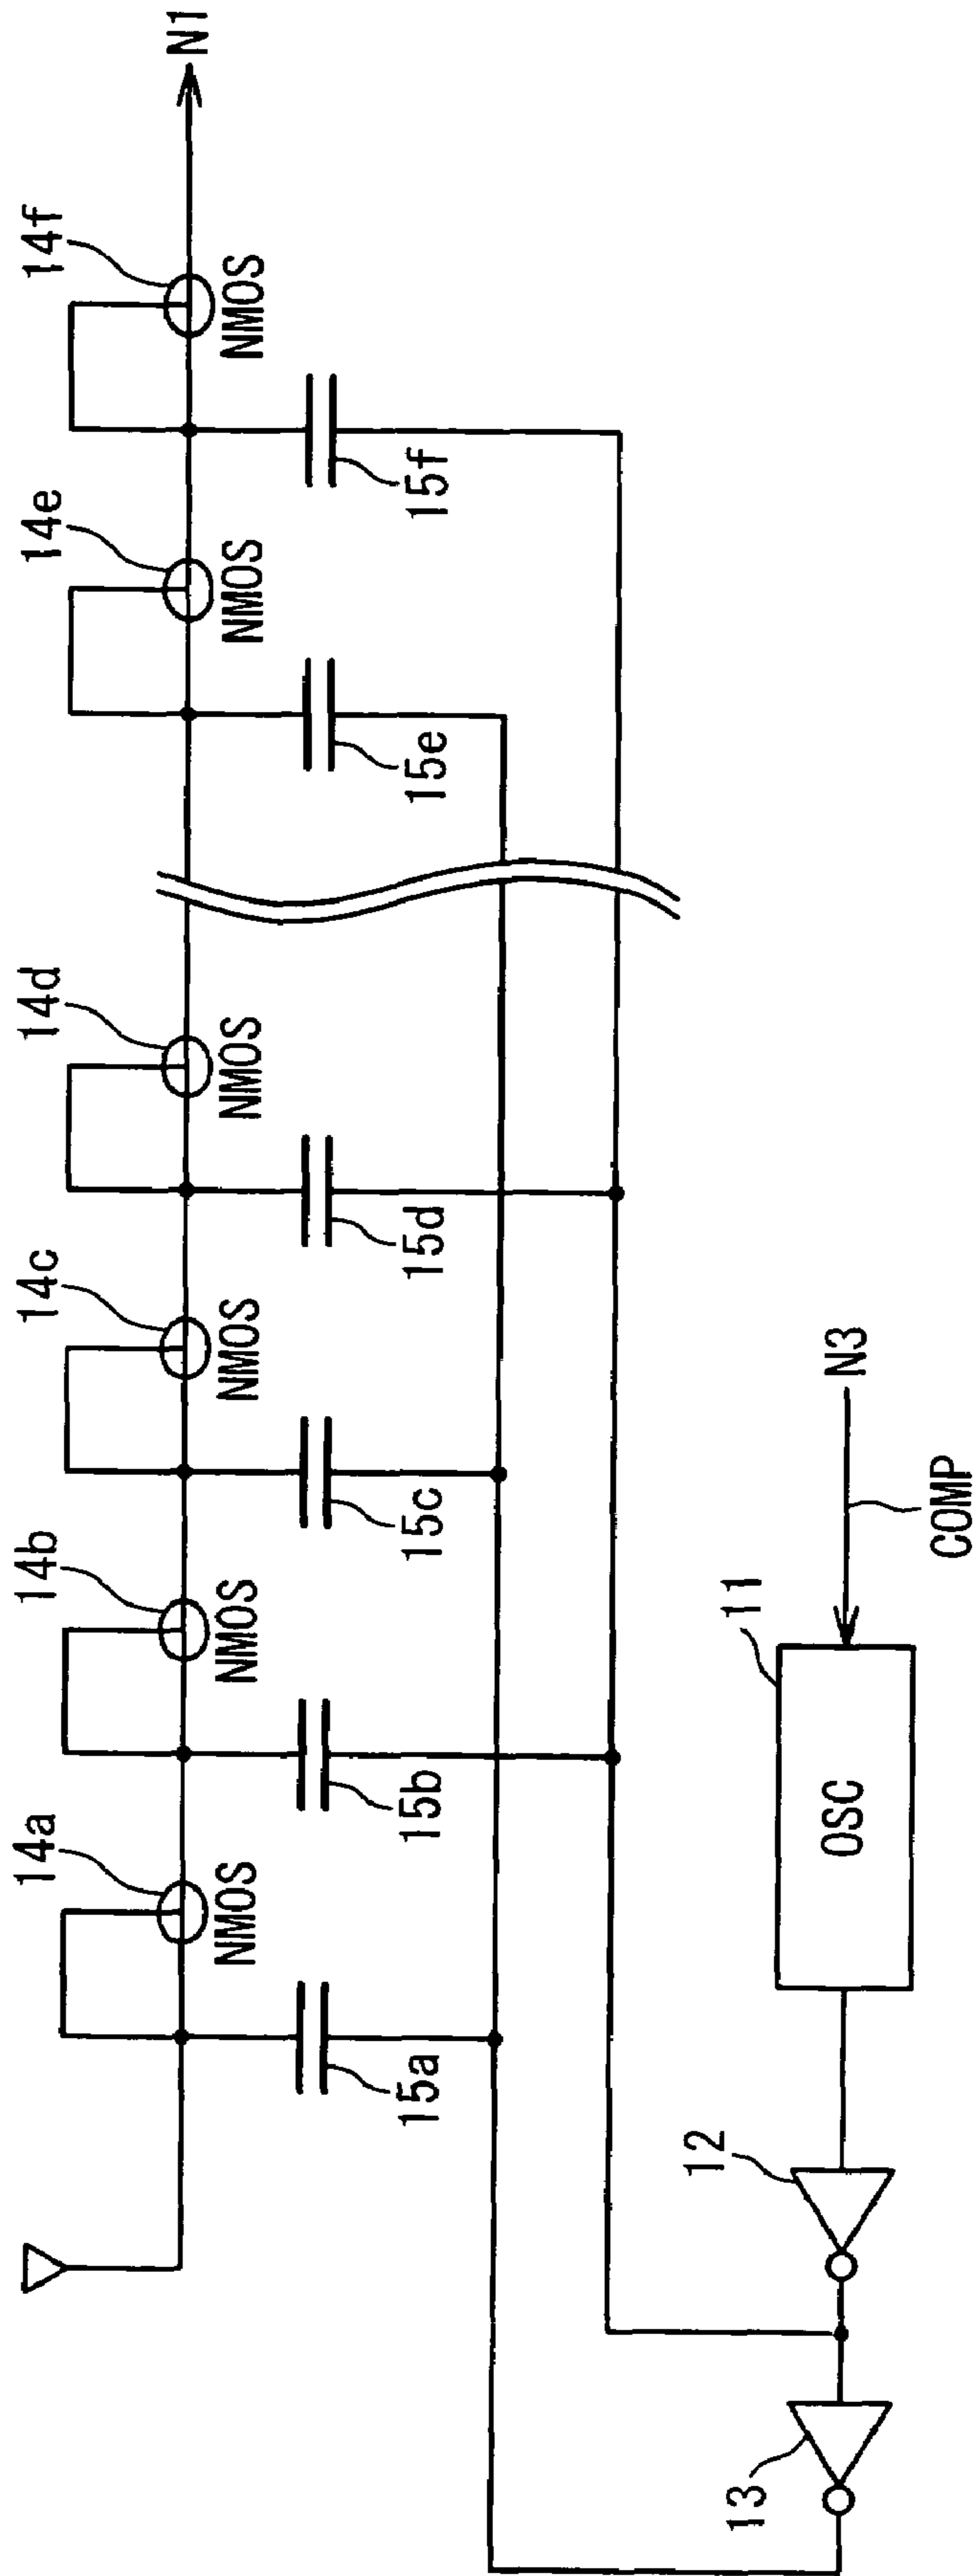 14a
14b
14c
14d
14e
14f
NMOS
NMOS
NMOS
NMOS
NMOS
NMOS
N1
15a
15b
15c
15d
15e
15f
13
12
11
OSC
N3
COMP